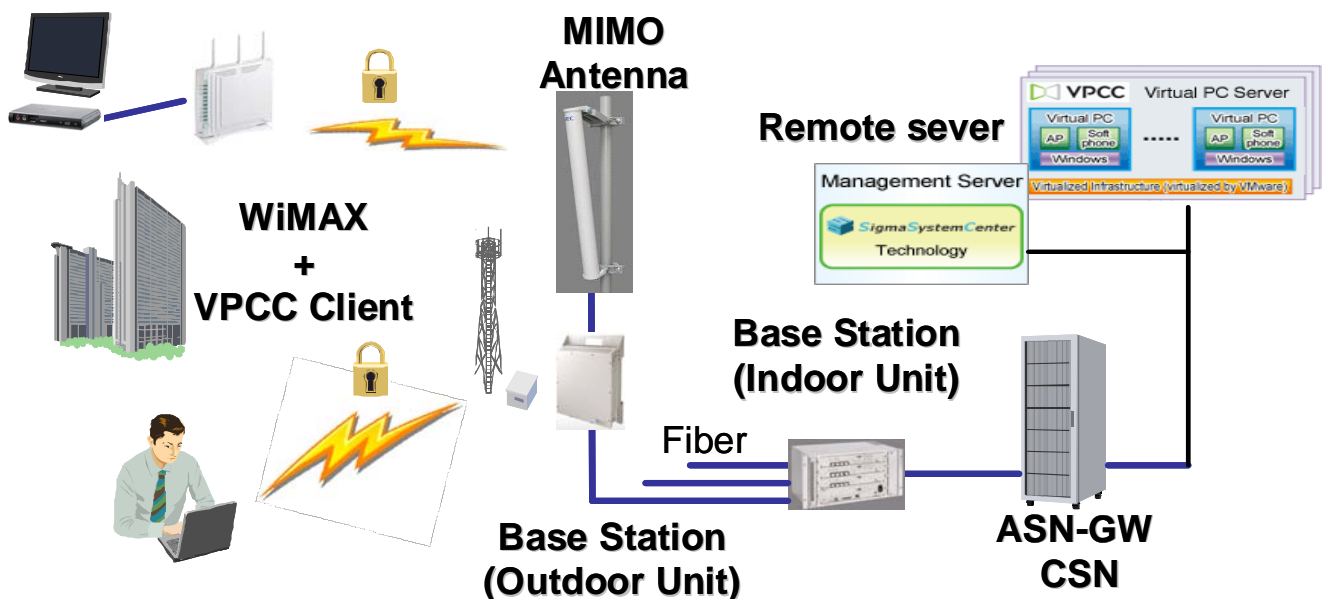 MIMO
Antenna
VPCC Virtual PC Server
Virtual PC
AP
Soft
phone
Windows
.....
Virtual PC
AP
Soft
phone
Windows
Virtualized Infrastructure (virtualized by VMware)
Remote sever
Management Server
SigmaSystemCenter
Technology
WiMAX
+
VPCC Client
Base Station
(Indoor Unit)
Fiber
Base Station
(Outdoor Unit)
ASN-GW
CSN